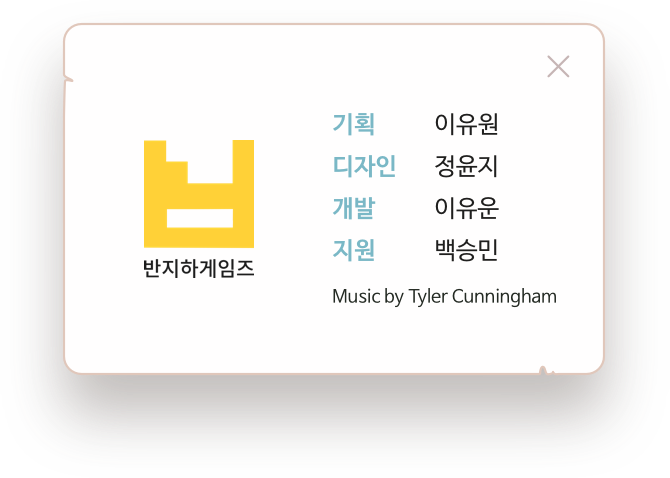 반지하게임즈
기획 이유원
디자인 정윤지
개발 이유운
지원 백승민
Music by Tyler Cunningham